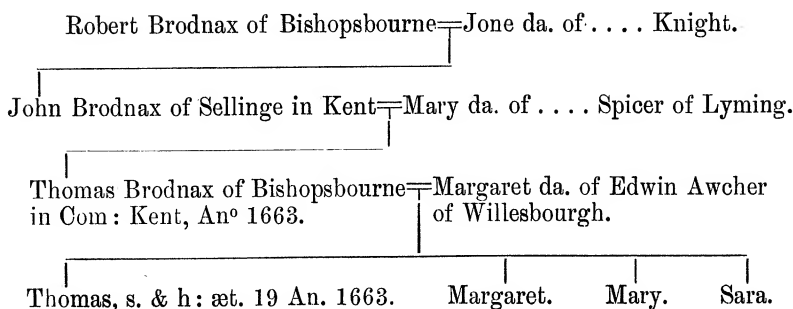 Robert Brodnax of Bishopsbourne=Jone da. of . . . . Knight.
John Brodnax of Sellinge in Kent=Mary da. of . . . . Spicer of Lyming.
Thomas Brodnax of Bishopsbourne=Margaret da. of Edwin Awcher
in Com: Kent, Anº 1663. of Willesbourgh.
Thomas, s. & h: æt. 19 An. 1663. Margaret. Mary. Sara.